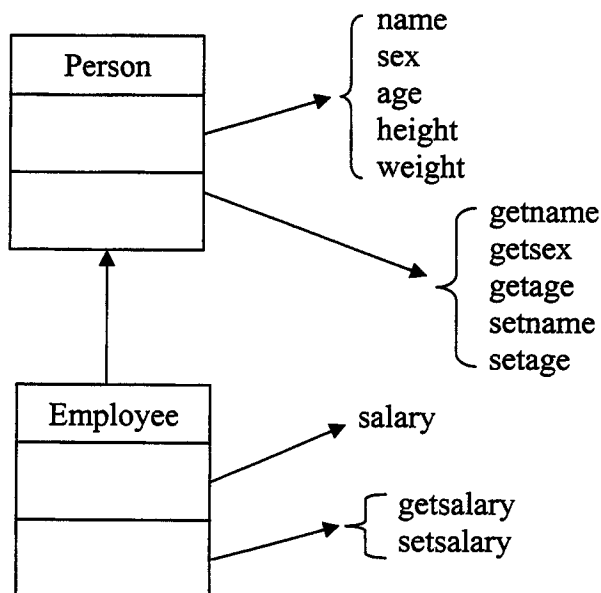 Person
name
sex
age
height
weight
getname
getsex
getage
setname
setage
Employee
salary
getsalary
setsalary